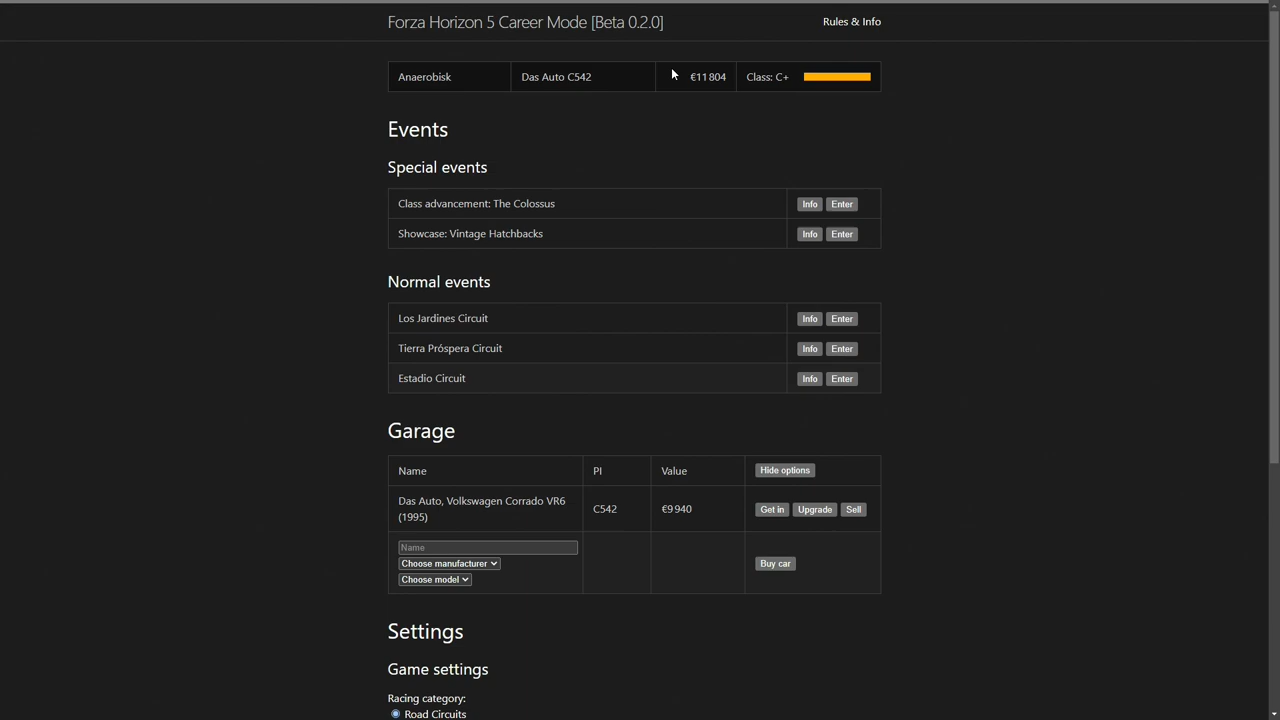 Forza Horizon 5 Career Mode [Beta 0.2.0]
Rules & Info
Anaerobisk
Das Auto C542
€11 804
Class: C+
Events
Special events
Class advancement: The Colossus
Info
Enter
Showcase: Vintage Hatchbacks
Info
Enter
Normal events
Los Jardines Circuit
Info
Enter
Tierra Próspera Circuit
Info
Enter
Estadio Circuit
Info
Enter
Garage
Name
PI
Value
Hide options
Das Auto, Volkswagen Corrado VR6
(1995)
C542
€9 940
Get in
Upgrade
Sell
Name
Choose manufacturer
Choose model
Buy car
Settings
Game settings
Racing category:
Road Circuits